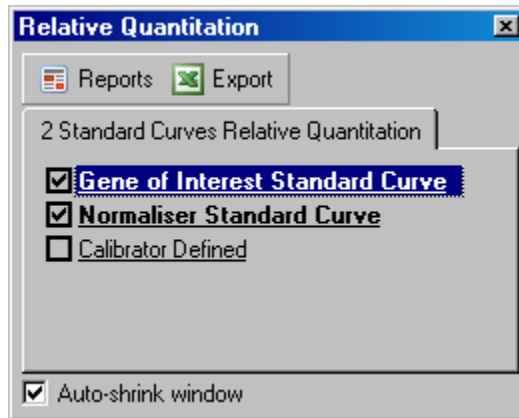 Relative Quantitation
Reports Export
2 Standard Curves Relative Quantitation
Gene of Interest Standard Curve
Normaliser Standard Curve
Calibrator Defined
Auto-shrink window